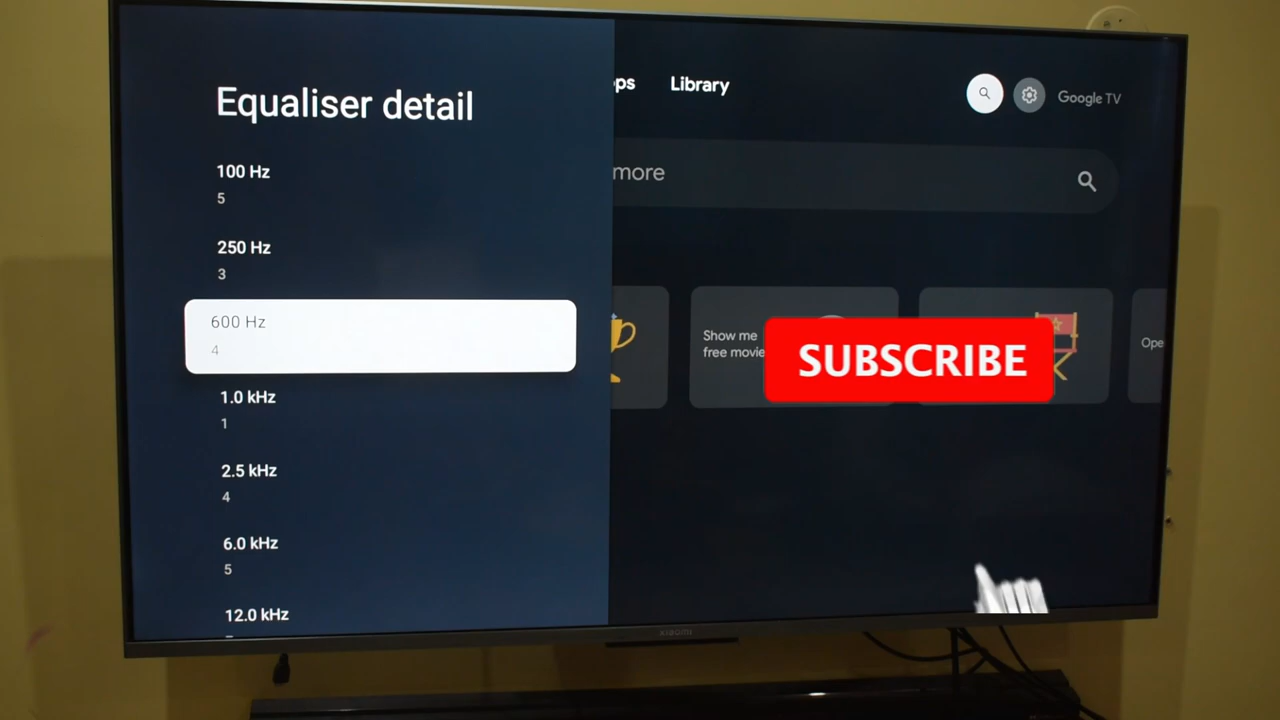 Equaliser detail
100 Hz
5
250 Hz
3
600 Hz
4
1.0 kHz
1
2.5 kHz
4
6.0 kHz
5
12.0 kHz
ps
Library
Google TV
more
Show me
free movie
Ope
SUBSCRIBE
xiaomi